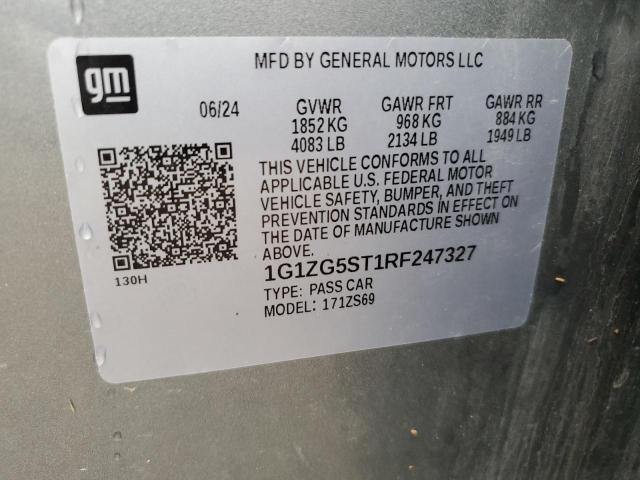 gm
MFD BY GENERAL MOTORS LLC
06/24 GVWR GAWR FRT GAWR RR
1852 KG 968 KG 884 KG
4083 LB 2134 LB 1949 LB
THIS VEHICLE CONFORMS TO ALL
APPLICABLE U.S. FEDERAL MOTOR
VEHICLE SAFETY, BUMPER, AND THEFT
PREVENTION STANDARDS IN EFFECT ON
THE DATE OF MANUFACTURE SHOWN
ABOVE.
1G1ZG5ST1RF247327
130H
TYPE: PASS CAR
MODEL: 171ZS69